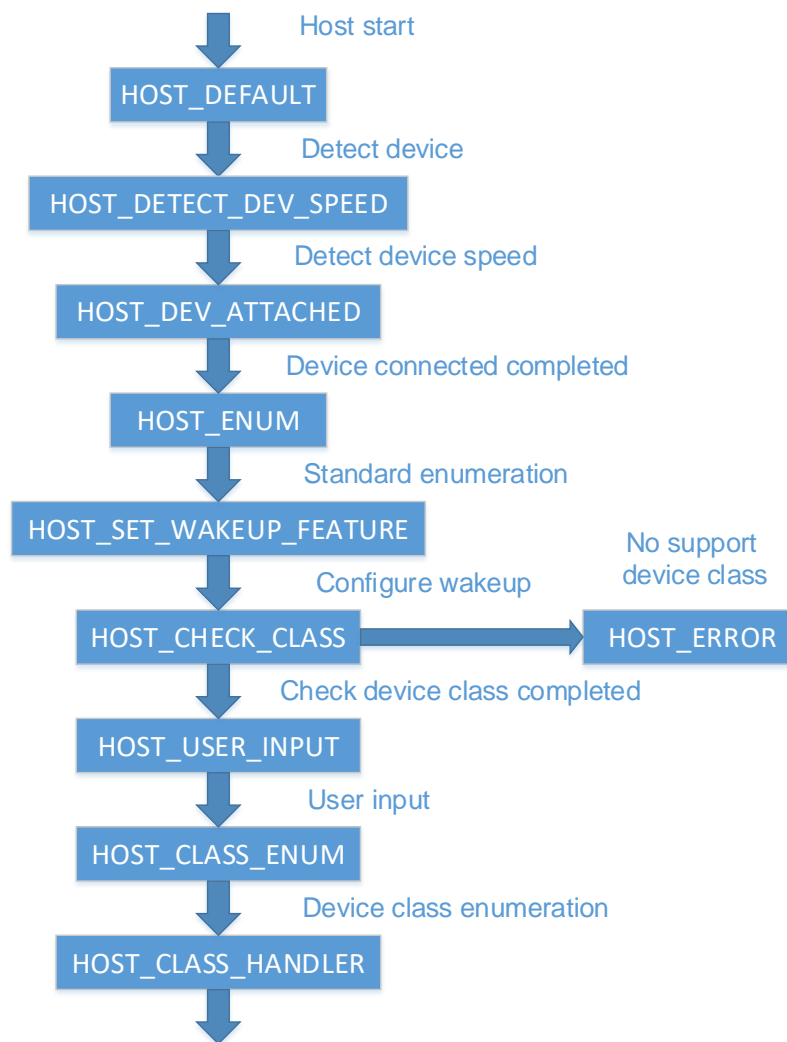 Host start
HOST_DEFAULT
Detect device
HOST_DETECT_DEV_SPEED
Detect device speed
HOST_DEV_ATTACHED
Device connected completed
HOST_ENUM
Standard enumeration
HOST_SET_WAKEUP_FEATURE
Configure wakeup
No support
device class
HOST_CHECK_CLASS
HOST_ERROR
Check device class completed
HOST_USER_INPUT
User input
HOST_CLASS_ENUM
Device class enumeration
HOST_CLASS_HANDLER